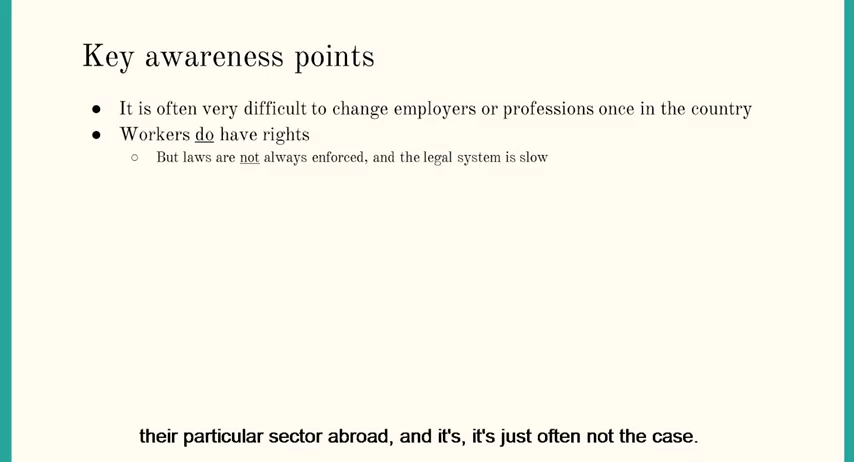 Key awareness points
● It is often very difficult to change employers or professions once in the country
● Workers do have rights
○ But laws are not always enforced, and the legal system is slow
their particular sector abroad, and it's, it's just often not the case.